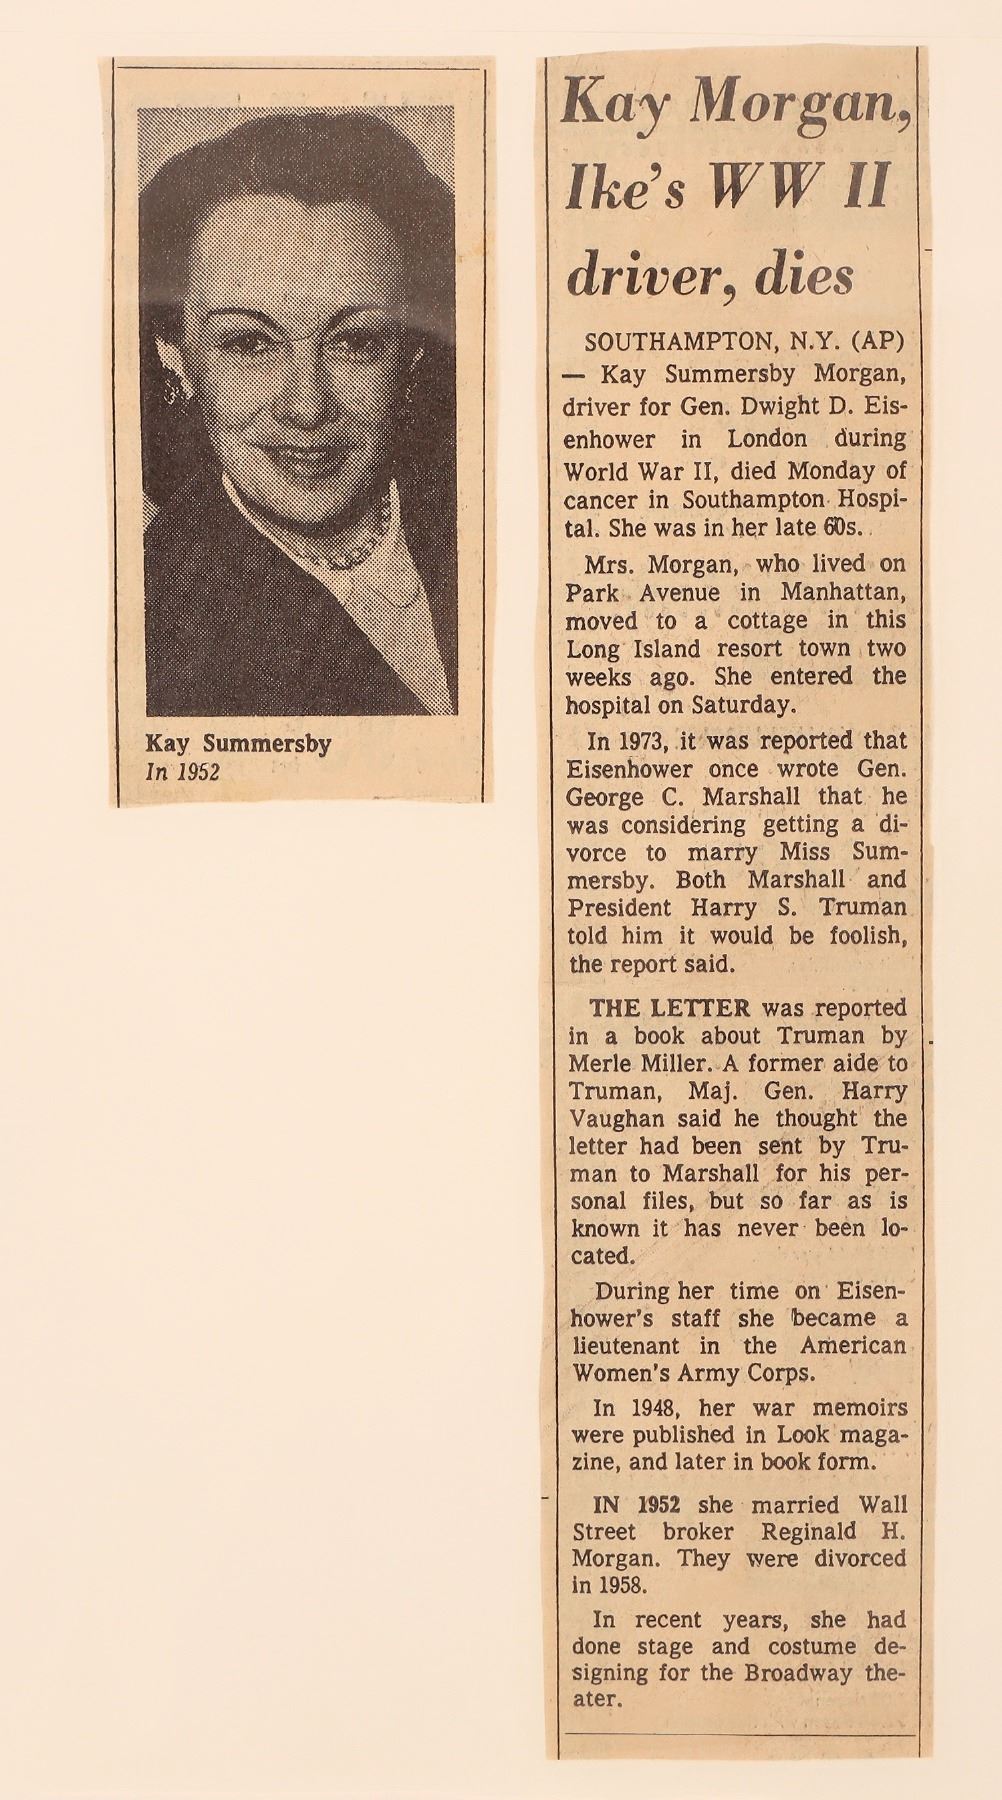 Kay Summersby
In 1952
Kay Morgan,
Ike's WW II
driver, dies
SOUTHAMPTON, N.Y. (AP)
— Kay Summersby Morgan,
driver for Gen. Dwight D. Eis-
enhower in London during
World War II, died Monday of
cancer in Southampton Hospi-
tal. She was in her late 60s.
Mrs. Morgan, who lived on
Park Avenue in Manhattan,
moved to a cottage in this
Long Island resort town two
weeks ago. She entered the
hospital on Saturday.
In 1973, it was reported that
Eisenhower once wrote Gen.
George C. Marshall that he
was considering getting a di-
vorce to marry Miss Sum-
mersby. Both Marshall and
President Harry S. Truman
told him it would be foolish,
the report said.
THE LETTER was reported
in a book about Truman by
Merle Miller. A former aide to
Truman, Maj. Gen. Harry
Vaughan said he thought the
letter had been sent by Tru-
man to Marshall for his per-
sonal files, but so far as is
known it has never been lo-
cated.
During her time on Eisen-
hower's staff she became a
lieutenant in the American
Women's Army Corps.
In 1948, her war memoirs
were published in Look maga-
zine, and later in book form.
IN 1952 she married Wall
Street broker Reginald H.
Morgan. They were divorced
in 1958.
In recent years, she had
done stage and costume de-
signing for the Broadway the-
ater.